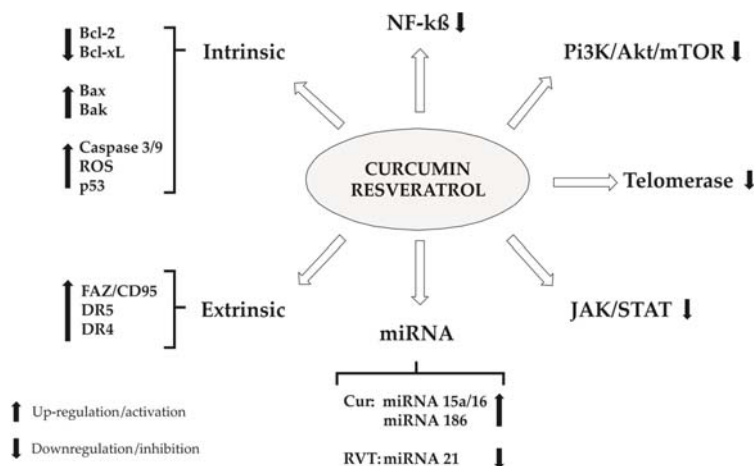 Bcl-2
Bcl-xL
Bax
Bak
Caspase 3/9
ROS
p53
Intrinsic
NF-kß
Pi3K/Akt/mTOR
CURCUMIN
RESVERATROL
Telomerase
FAZ/CD95
DR5
DR4
Extrinsic
JAK/STAT
miRNA
Cur: miRNA 15a/16
miRNA 186
RVT: miRNA 21
Up-regulation/activation
Downregulation/inhibition